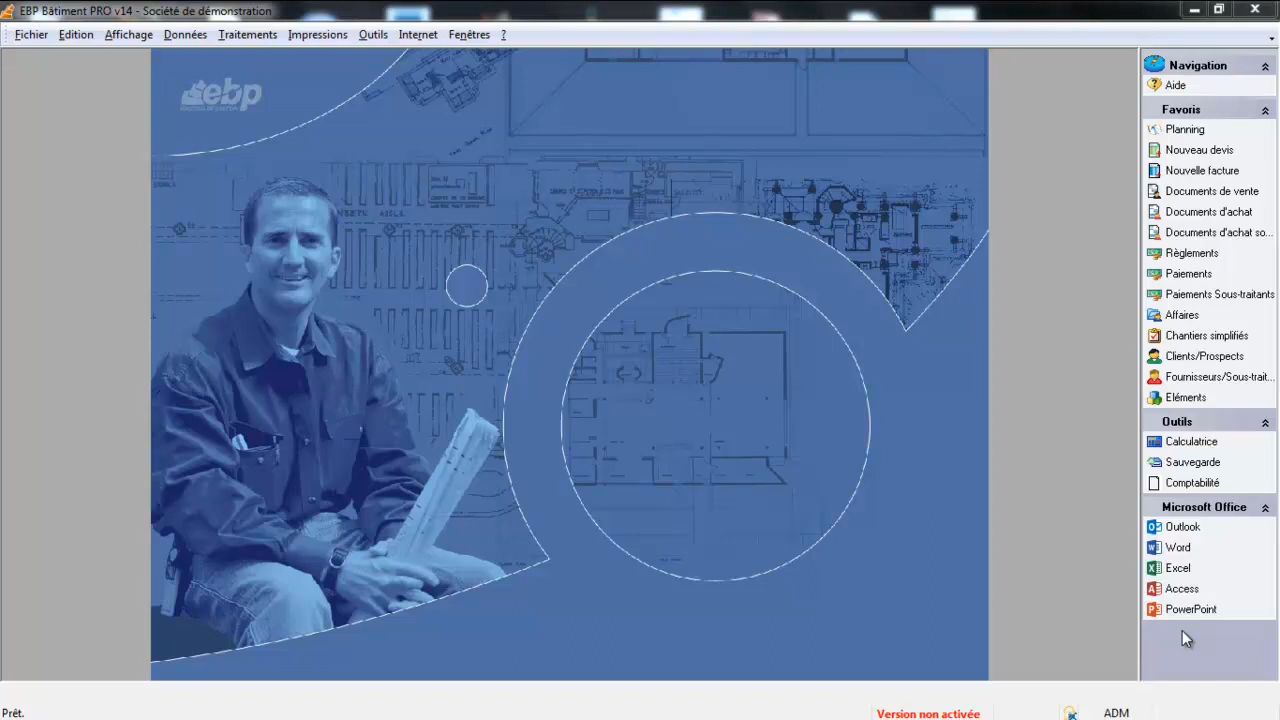 EBP Bâtiment PRO v14 - Société de démonstration
Fichier Edition Affichage Données Traitements Impressions Outils Internet Fenêtres ?
ebp
Navigation
Aide
Favoris
Planning
Nouveau devis
Nouvelle facture
Documents de vente
Documents d'achat
Documents d'achat so...
Règlements
Paiements
Paiements Sous-traitants
Affaires
Chantiers simplifiés
Clients/Prospects
Fournisseurs/Sous-trait...
Eléments
Outils
Calculatrice
Sauvegarde
Comptabilité
Microsoft Office
Outlook
Word
Excel
Access
PowerPoint
Prêt.
Version non activée
ADM